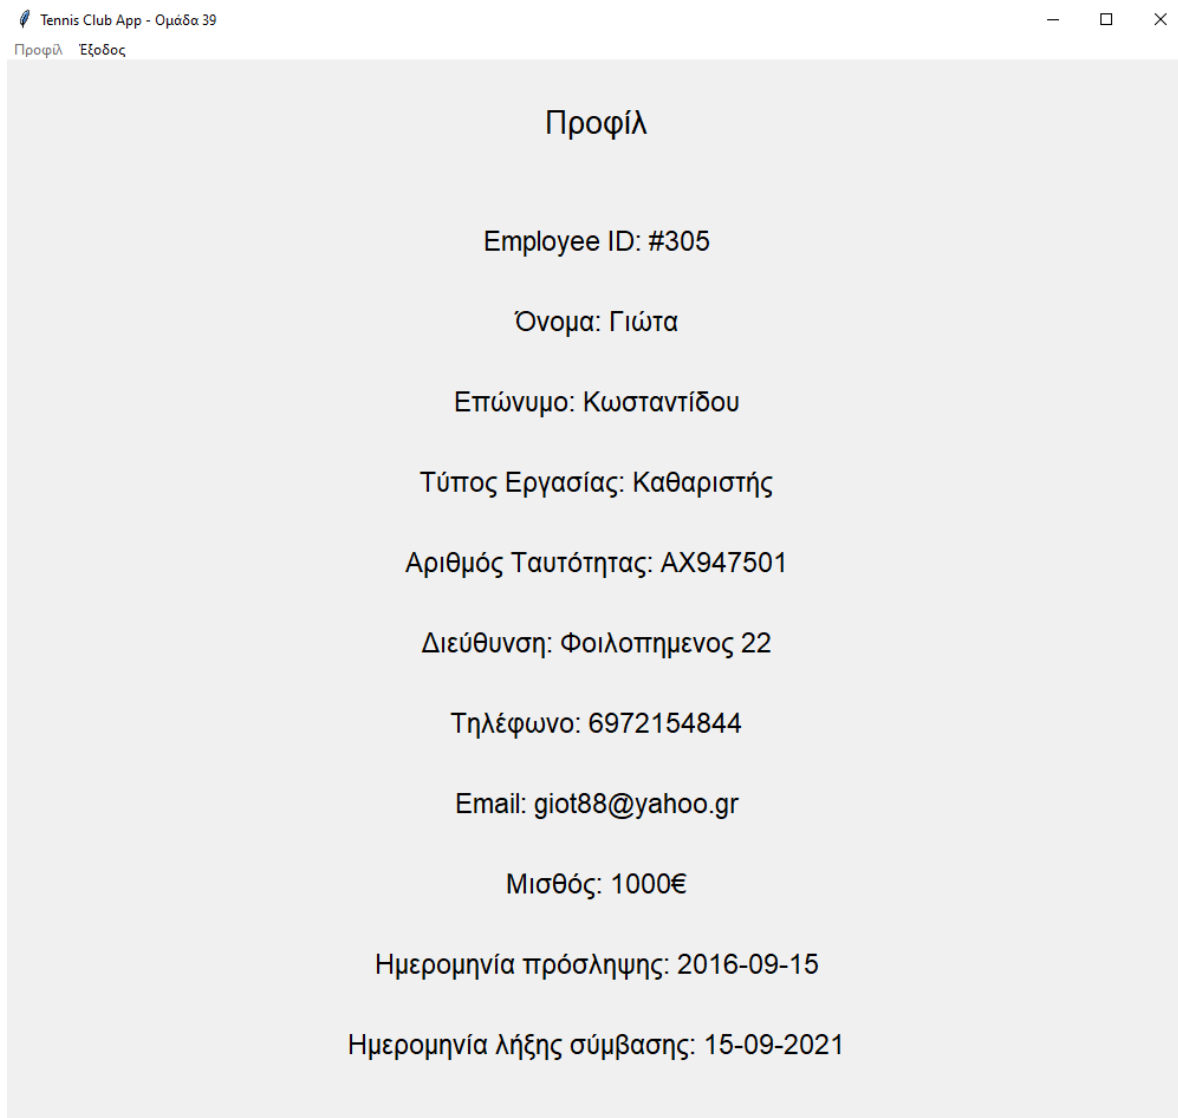 Tennis Club App - Ομάδα 39
Προφίλ Έξοδος
Προφίλ
Employee ID: #305
Όνομα: Γιώτα
Επώνυμο: Κωσταντίδου
Τύπος Εργασίας: Καθαριστής
Αριθμός Ταυτότητας: ΑΧ947501
Διεύθυνση: Φοιλοπημενος 22
Τηλέφωνο: 6972154844
Email: giot88@yahoo.gr
Μισθός: 1000€
Ημερομηνία πρόσληψης: 2016-09-15
Ημερομηνία λήξης σύμβασης: 15-09-2021